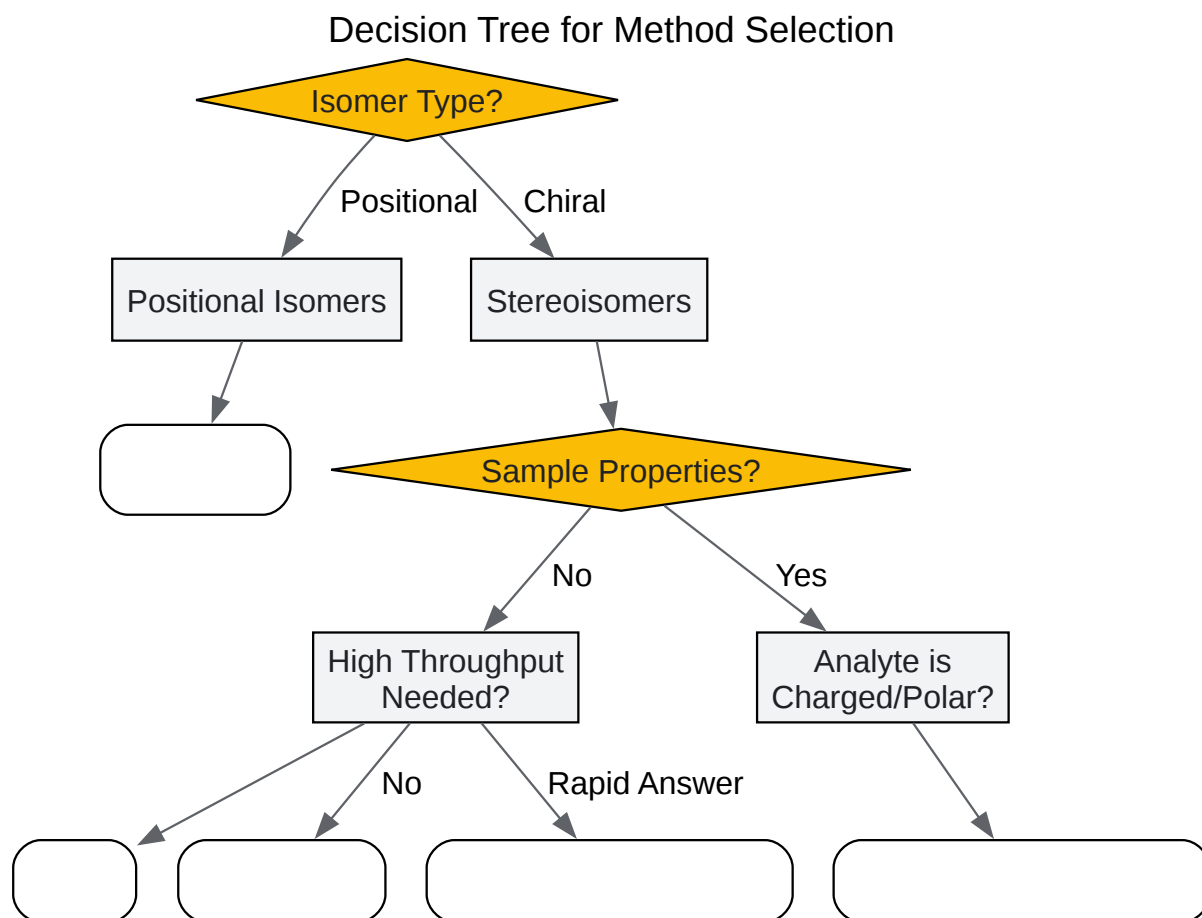 Decision Tree for Method Selection
Isomer Type?
Positional
Chiral
Positional Isomers
Stereoisomers
Sample Properties?
No
Yes
High Throughput
Needed?
Analyte is
Charged/Polar?
No
Rapid Answer